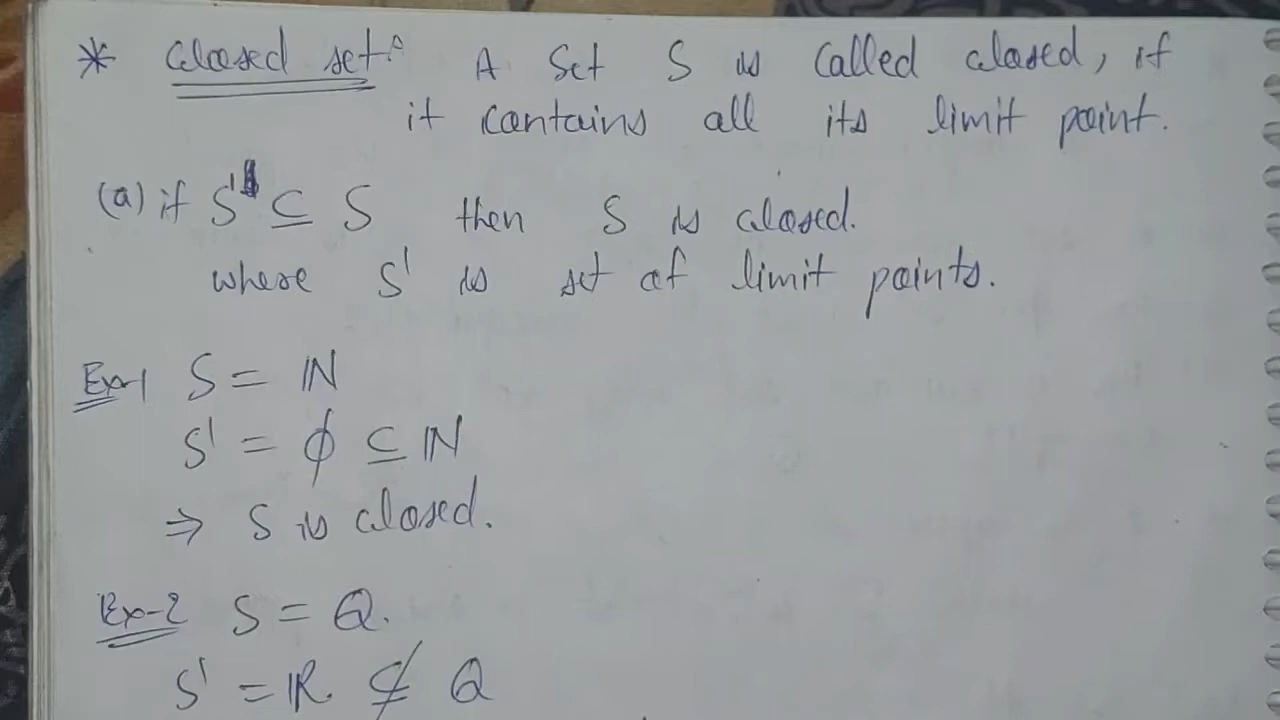 * Closed set: A Set S is called closed, if
it contains all its limit point.
(a) if S' ⊆ S then S is closed.
where S' is set of limit points.
Ex-1 S = ℕ
S' = ϕ ⊆ ℕ
⇒ S is closed.
Ex-2 S = Q.
S' = ℝ. ⊈ Q